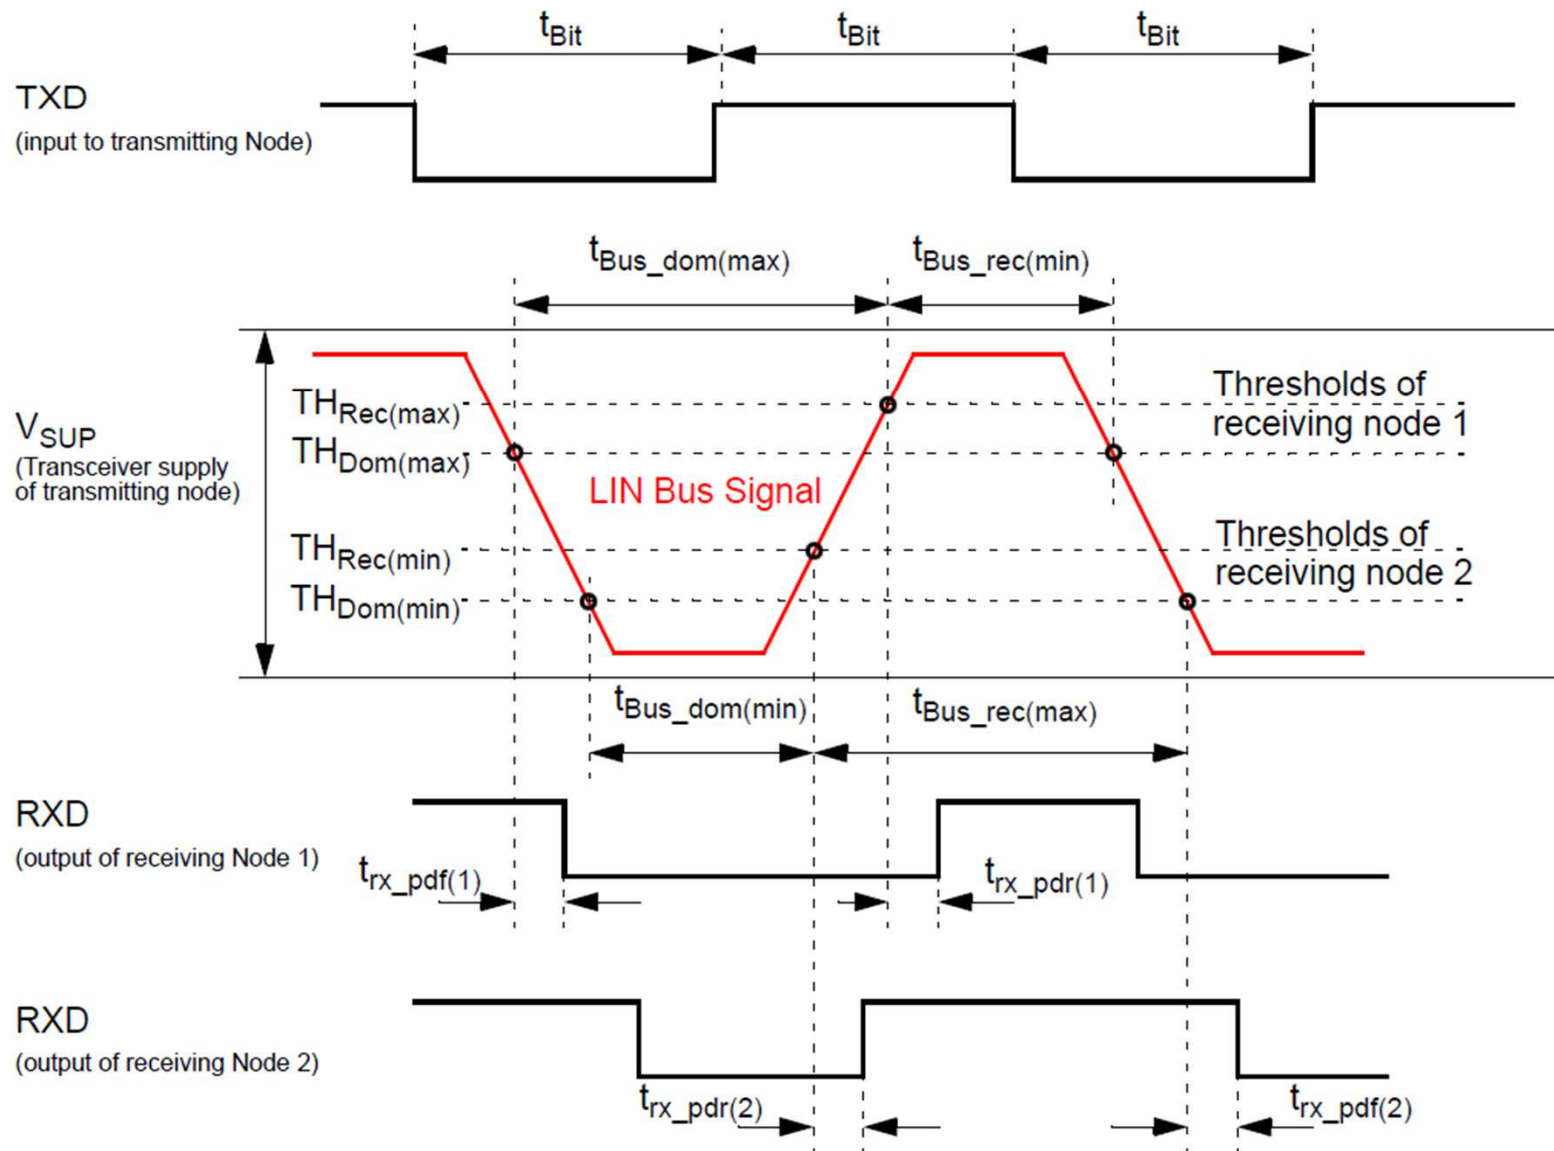 tBit tBit tBit
TXD
(input to transmitting Node)
tBus_dom(max) tBus_rec(min)
VSUP
(Transceiver supply
of transmitting node)
THRec(max)
THDom(max)
THRec(min)
THDom(min)
LIN Bus Signal
Thresholds of
receiving node 1
Thresholds of
receiving node 2
tBus_dom(min) tBus_rec(max)
RXD
(output of receiving Node 1)
trx_pdf(1) trx_pdr(1)
RXD
(output of receiving Node 2)
trx_pdr(2) trx_pdf(2)